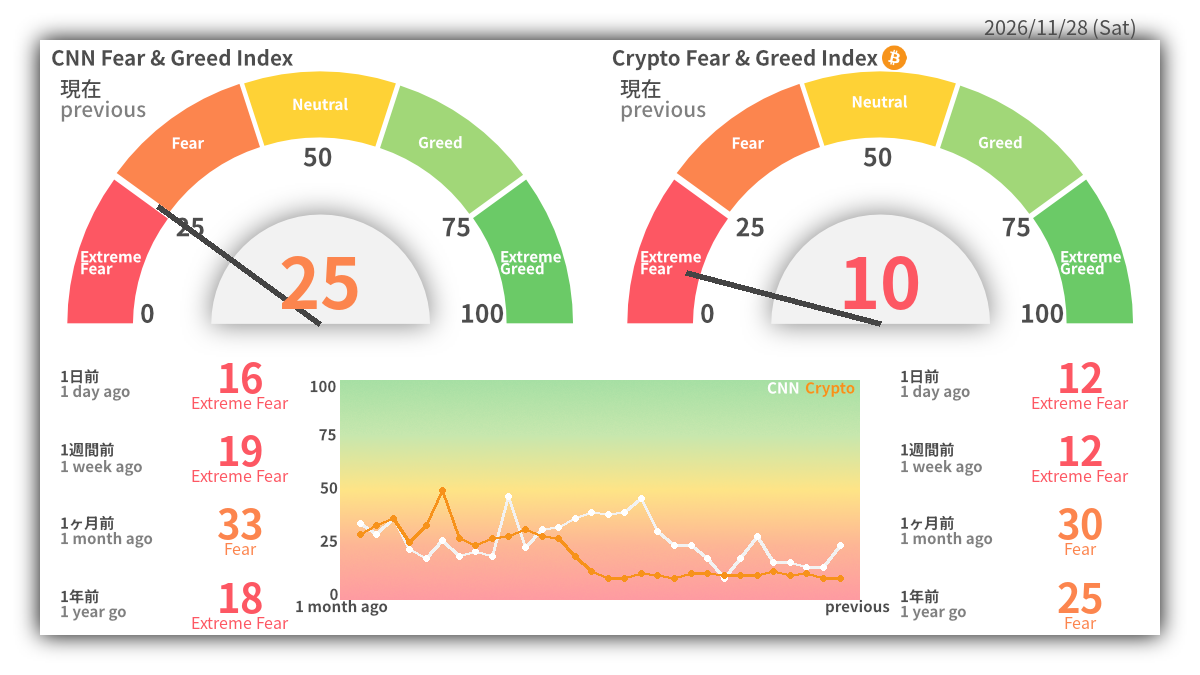 2026/11/28 (Sat)
CNN Fear & Greed Index
現在
previous
Extreme
Fear
Fear
Neutral
Greed
Extreme
Greed
0
25
50
75
100
25
Crypto Fear & Greed Index
現在
previous
Extreme
Fear
Fear
Neutral
Greed
Extreme
Greed
0
25
50
75
100
10
1日前
1 day ago
16
Extreme Fear
1週間前
1 week ago
19
Extreme Fear
1ヶ月前
1 month ago
33
Fear
1年前
1 year go
18
Extreme Fear
100
75
50
25
0
CNN Crypto
1 month ago
previous
1日前
1 day ago
12
Extreme Fear
1週間前
1 week ago
12
Extreme Fear
1ヶ月前
1 month ago
30
Fear
1年前
1 year go
25
Fear